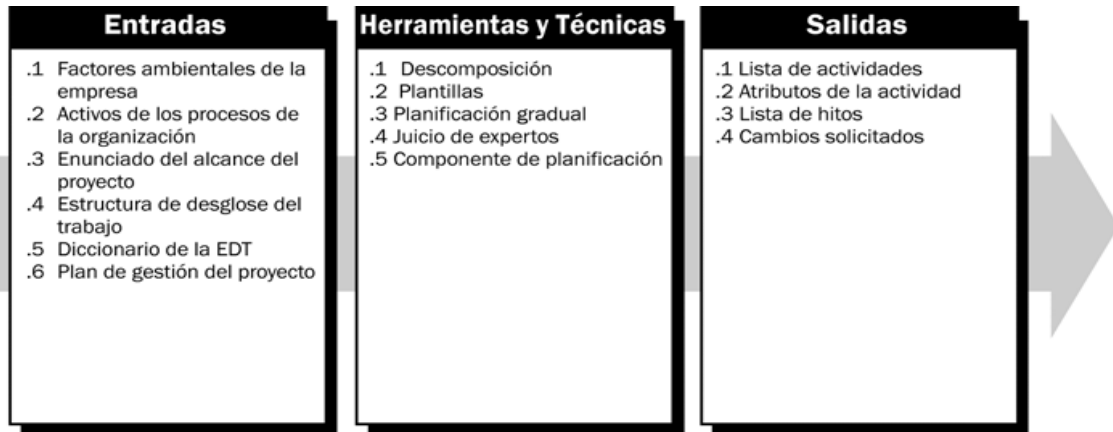 Entradas
.1 Factores ambientales de la
empresa
.2 Activos de los procesos de
la organización
.3 Enunciado del alcance del
proyecto
.4 Estructura de desglose del
trabajo
.5 Diccionario de la EDT
.6 Plan de gestión del proyecto
Herramientas y Técnicas
.1 Descomposición
.2 Plantillas
.3 Planificación gradual
.4 Juicio de expertos
.5 Componente de planificación
Salidas
.1 Lista de actividades
.2 Atributos de la actividad
.3 Lista de hitos
.4 Cambios solicitados